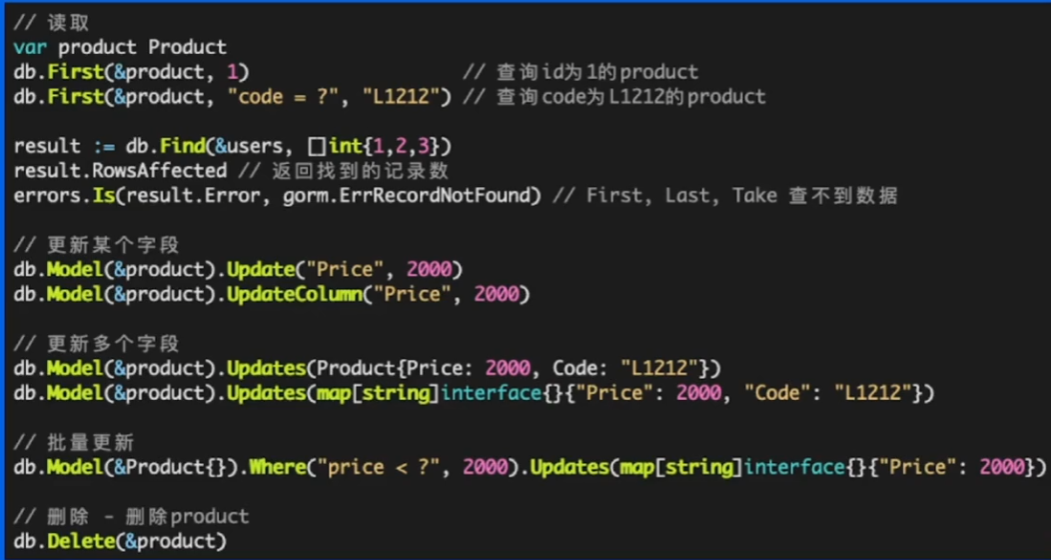 // 读取
var product Product
db.First(&product, 1) // 查询id为1的product
db.First(&product, "code = ?", "L1212") // 查询code为L1212的product
result := db.Find(&users, []int{1,2,3})
result.RowsAffected // 返回找到的记录数
errors.Is(result.Error, gorm.ErrRecordNotFound) // First, Last, Take 查不到数据
// 更新某个字段
db.Model(&product).Update("Price", 2000)
db.Model(&product).UpdateColumn("Price", 2000)
// 更新多个字段
db.Model(&product).Updates(Product{Price: 2000, Code: "L1212"})
db.Model(&product).Updates(map[string]interface{}{"Price": 2000, "Code": "L1212"})
// 批量更新
db.Model(&Product{}).Where("price < ?", 2000).Updates(map[string]interface{}{"Price": 2000})
// 删除 - 删除product
db.Delete(&product)